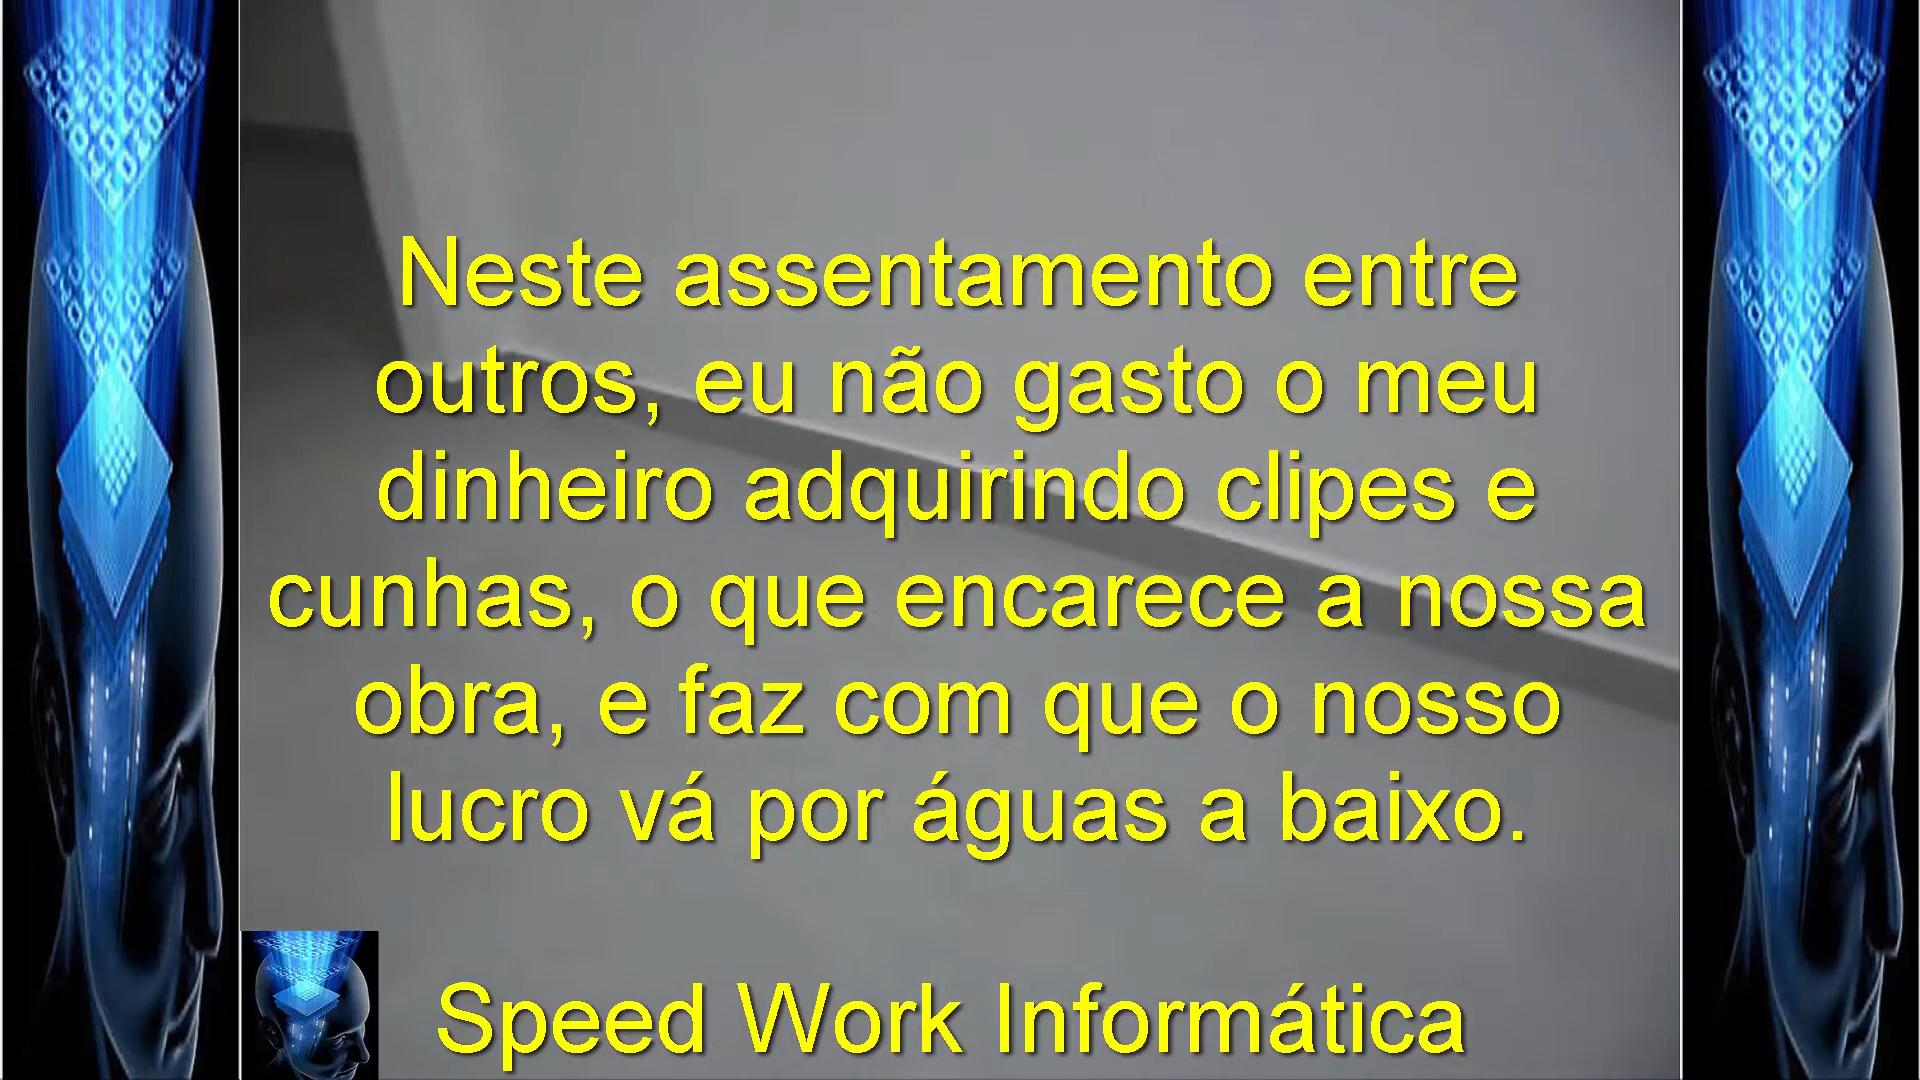 Neste assentamento entre
outros, eu não gasto o meu
dinheiro adquirindo clipes e
cunhas, o que encarece a nossa
obra, e faz com que o nosso
lucro vá por águas a baixo.
Speed Work Informática